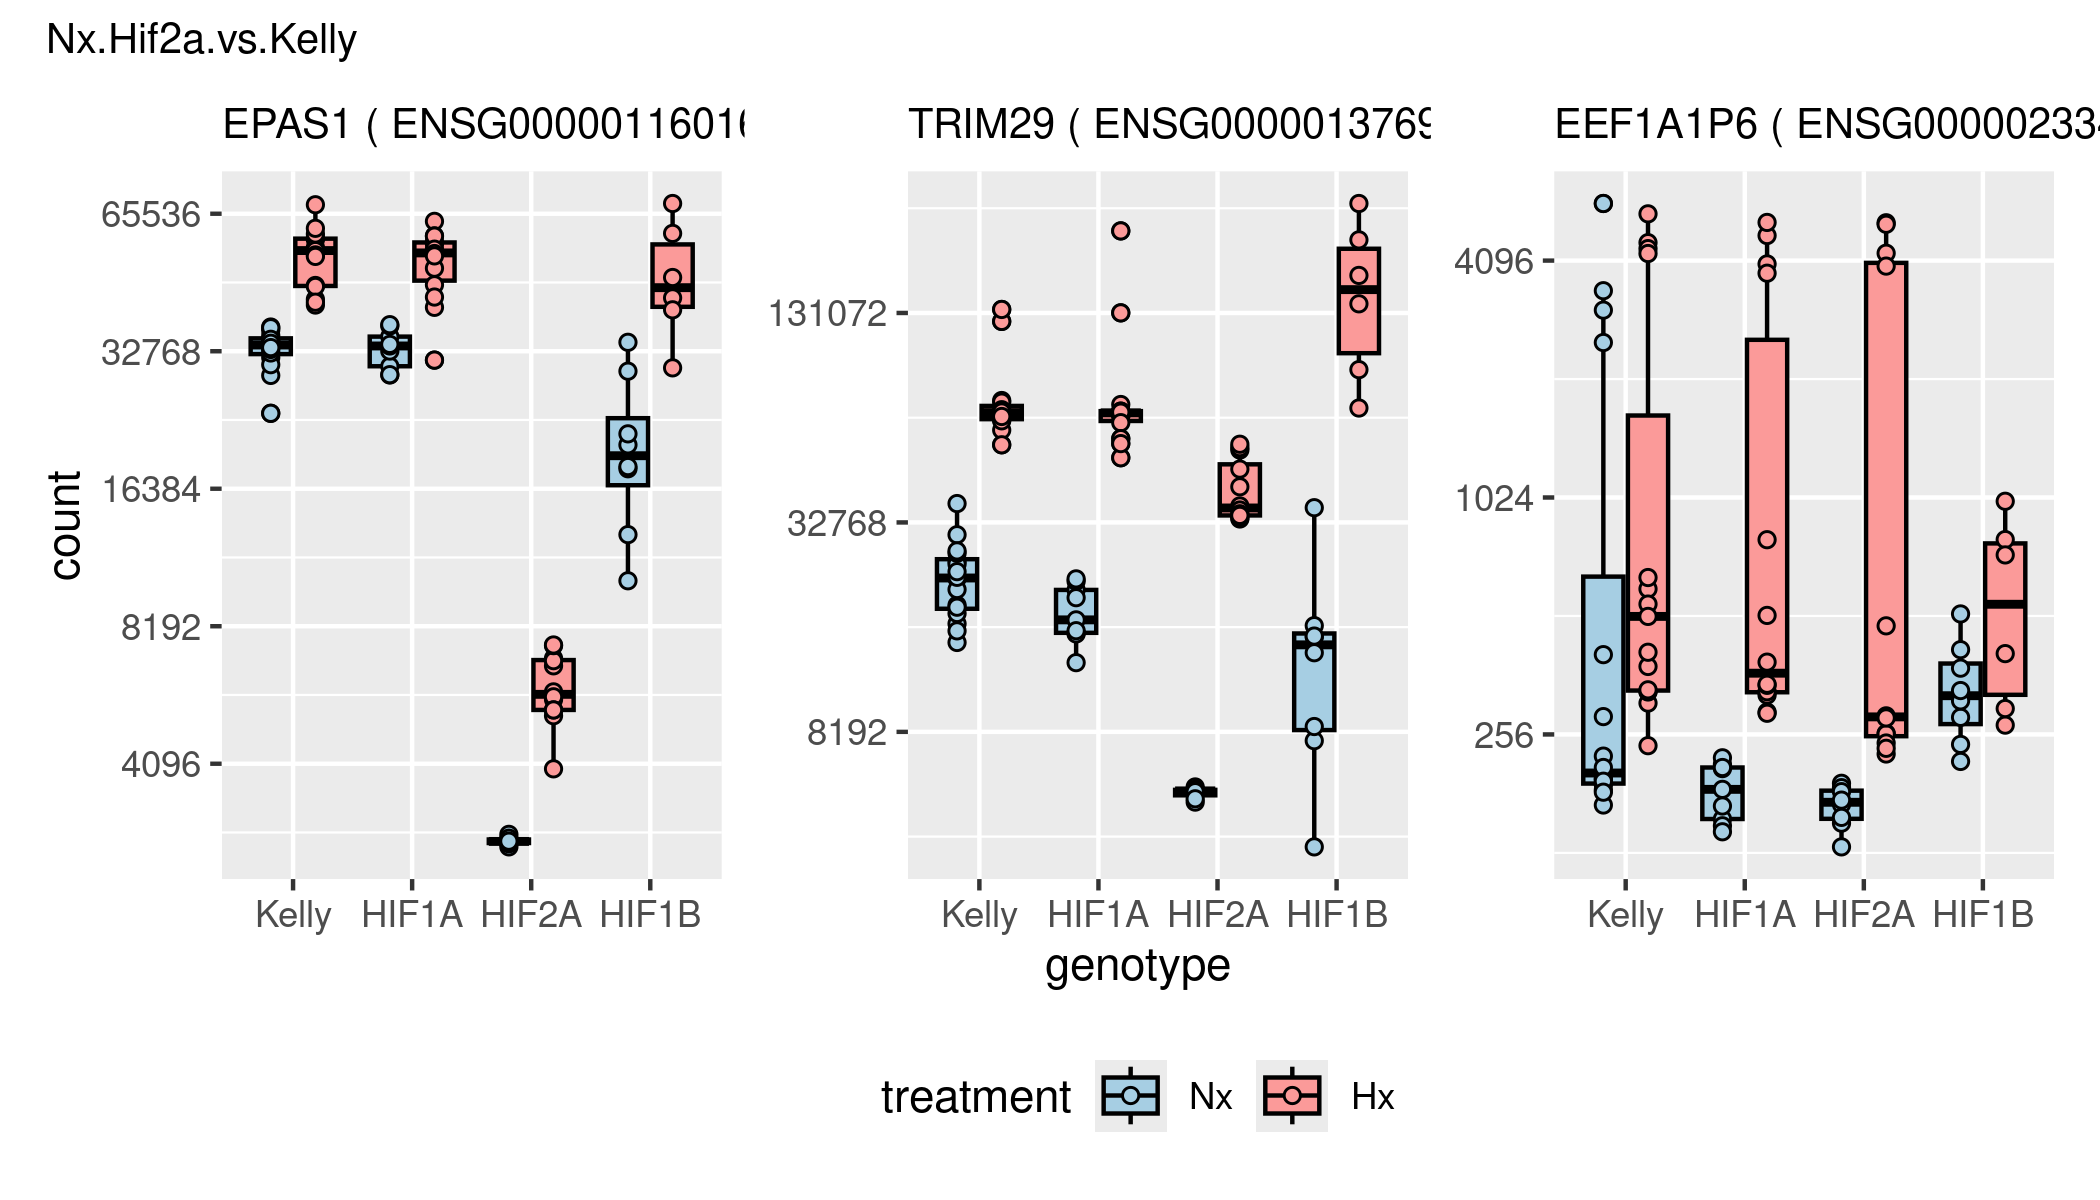 Nx.Hif2a.vs.Kelly
EPAS1 ( ENSG00000116016
TRIM29 ( ENSG0000013769
EEF1A1P6 ( ENSG00000233
count
65536
32768
16384
8192
4096
Kelly HIF1A HIF2A HIF1B
131072
32768
8192
Kelly HIF1A HIF2A HIF1B
4096
1024
256
Kelly HIF1A HIF2A HIF1B
genotype
treatment Nx Hx